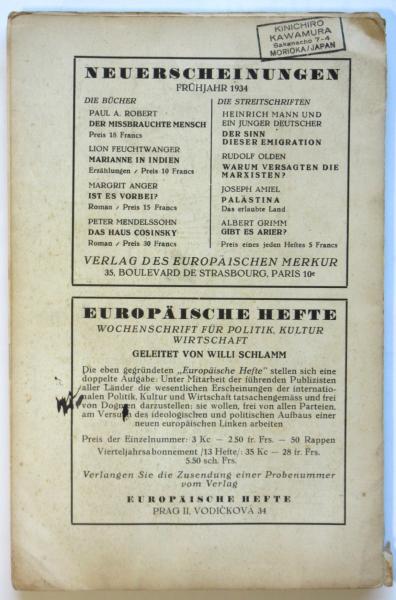 KINICHIRO
KAWAMURA
Sakanacho 7-4
MORIOKA/JAPAN
NEUERSCHEINUNGEN
FRÜHJAHR 1934
DIE BÜCHER
PAUL A. ROBERT
DER MISSBRAUCHTE MENSCH
Preis 18 Francs
LION FEUCHTWANGER
MARIANNE IN INDIEN
Erzählungen / Preis 10 Francs
MARGRIT ANGER
IST ES VORBEI?
Roman / Preis 15 Francs
PETER MENDELSSOHN
DAS HAUS COSINSKY
Roman / Preis 30 Francs
DIE STREITSCHRIFTEN
HEINRICH MANN UND
EIN JUNGER DEUTSCHER
DER SINN
DIESER EMIGRATION
RUDOLF OLDEN
WARUM VERSAGTEN DIE
MARXISTEN?
JOSEPH AMIEL
PALÄSTINA
Das erlaubte Land
ALBERT GRIMM
GIBT ES ARIER?
Preis eines jeden Heftes 5 Francs
VERLAG DES EUROPÄISCHEN MERKUR
35, BOULEVARD DE STRASBOURG, PARIS 10e
EUROPÄISCHE HEFTE
WOCHENSCHRIFT FÜR POLITIK, KULTUR
WIRTSCHAFT
GELEITET VON WILLI SCHLAMM
Die eben gegründeten „Europäische Hefte" stellen sich eine
doppelte Aufgabe: Unter Mitarbeit der führenden Publizisten
aller Länder die wesentlichen Erscheinungen der internatio-
nalen Politik, Kultur und Wirtschaft tatsachengemäss und frei
von Dogmen darzustellen: sie wollen, frei von allen Parteien,
am Versuch des ideologischen und politischen Aufbaus einer
neuen europäischen Linken arbeiten
Preis der Einzelnummer: 3 Kc — 2.50 fr. Frs. — 50 Rappen
Vierteljahrsabonnement /13 Hefte/: 35 Kc — 28 fr. Frs.
5.50 sch. Frs.
Verlangen Sie die Zusendung einer Probenummer
vom Verlag
EUROPÄISCHE HEFTE
PRAG II, VODIČKOVÁ 34